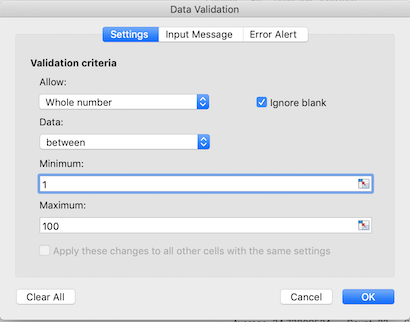 Data Validation
Settings Input Message Error Alert
Validation criteria
Allow:
Whole number Ignore blank
Data:
between
Minimum:
1
Maximum:
100
Apply these changes to all other cells with the same settings
Clear All Cancel OK